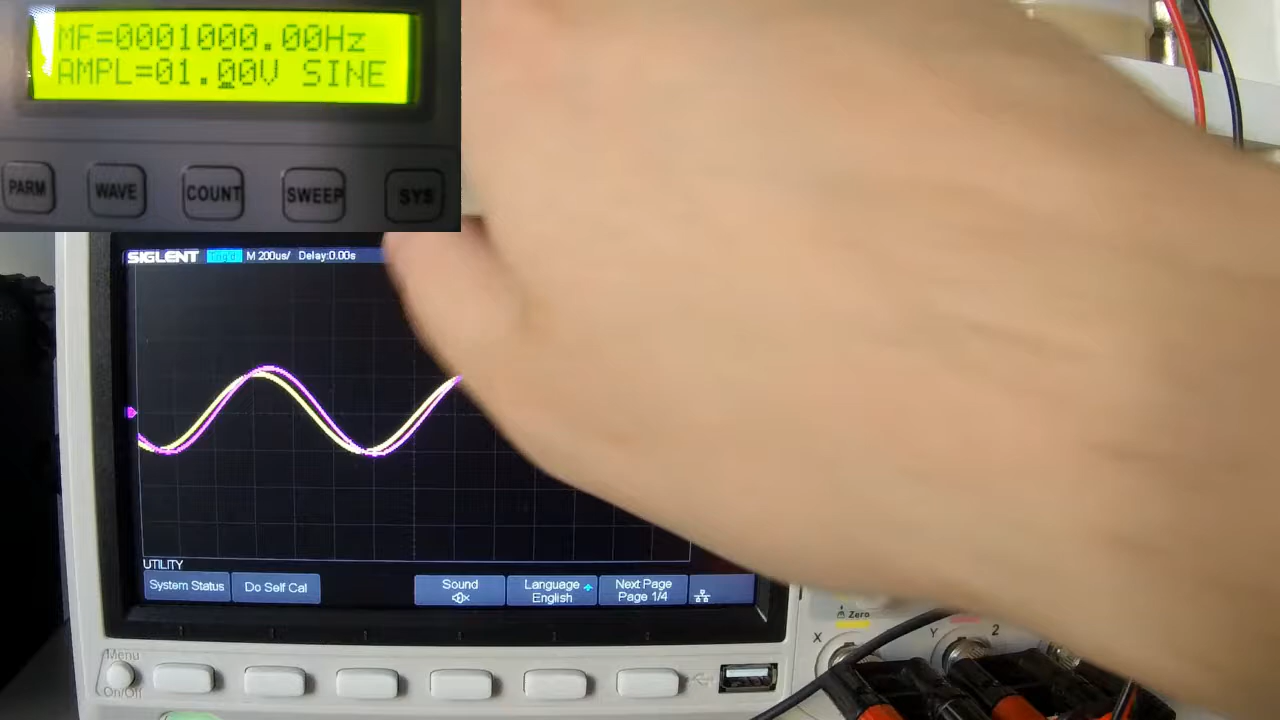 MF=0001000.00Hz
AMPL=01.00V SINE
PARM WAVE COUNT SWEEP SYS
SIGLENT Trig'd M 200us/ Delay:0.00s
UTILITY
System Status Do Self Cal Sound Language English Next Page Page 1/4
Zero
X Y 2
Menu
On/Off